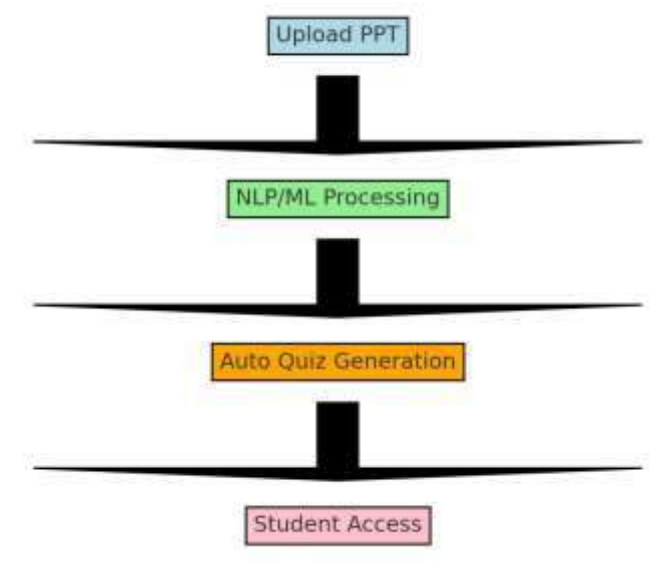 Upload PPT
NLP/ML Processing
Auto Quiz Generation
Student Access